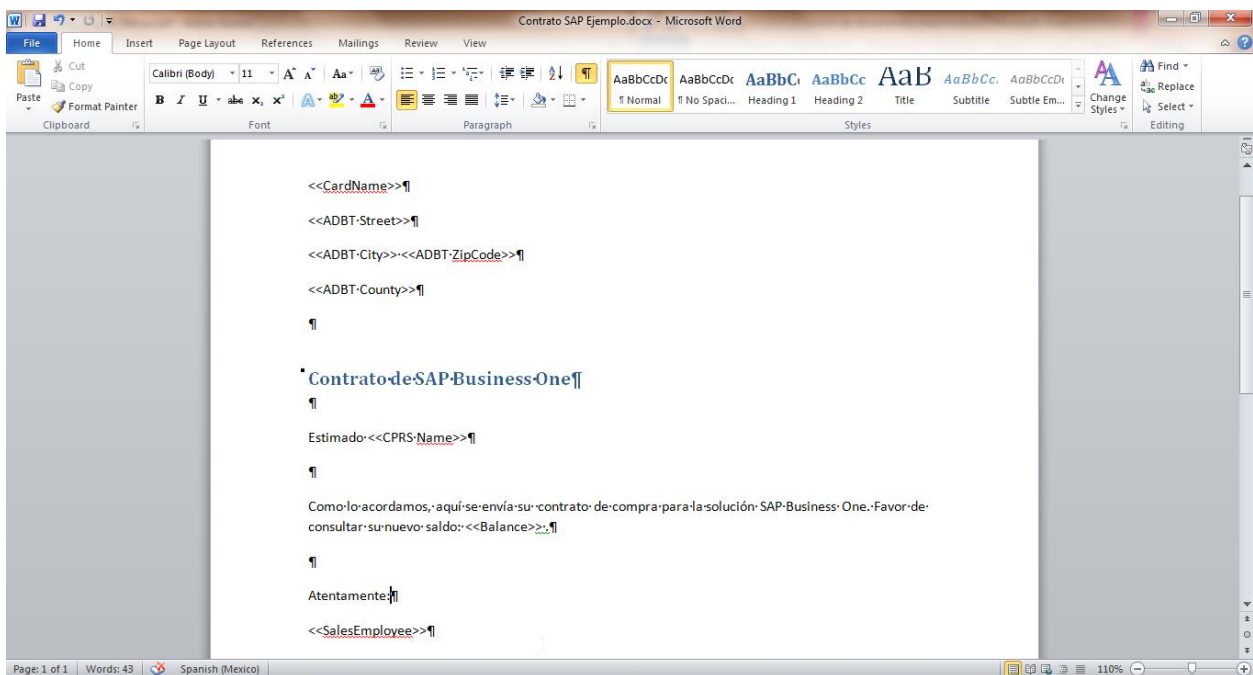 Contrato SAP Ejemplo.docx - Microsoft Word
File Home Insert Page Layout References Mailings Review View
Paste
Cut
Copy
Format Painter
Clipboard
Calibri (Body) 11
Font
Paragraph
AaBbCcDc AaBbCcDc AaBbC AaBbCc AaB AaBbCc. AaBbCcDc
¶ Normal ¶ No Spaci... Heading 1 Heading 2 Title Subtitle Subtle Em...
Change Styles
Styles
Find
Replace
Select
Editing
<<CardName>>¶
<<ADBT·Street>>¶
<<ADBT·City>>·<<ADBT·ZipCode>>¶
<<ADBT·County>>¶
¶
Contrato·de·SAP·Business·One¶
¶
Estimado·<<CPRS·Name>>¶
¶
Como·lo·acordamos,·aquí·se·envía·su··contrato·de·compra·para·la·solución·SAP·Business·One.·Favor·de·
consultar·su·nuevo·saldo:·<<Balance>>·.¶
¶
Atentamente:¶
<<SalesEmployee>>¶
Page: 1 of 1 Words: 43 Spanish (Mexico) 110%